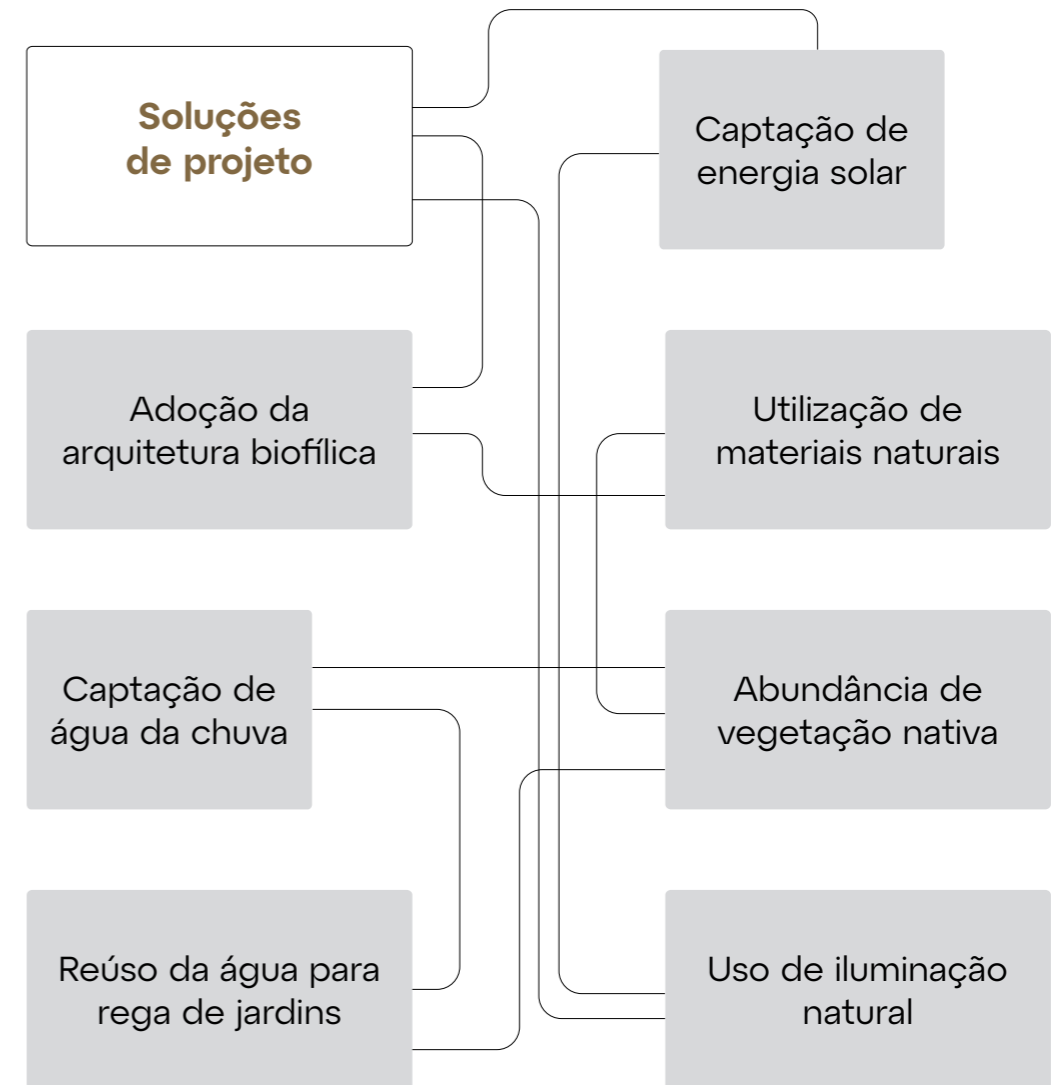 Soluções
de projeto
Captação de
energia solar
Adoção da
arquitetura biofílica
Utilização de
materiais naturais
Captação de
água da chuva
Abundância de
vegetação nativa
Reúso da água para
rega de jardins
Uso de iluminação
natural